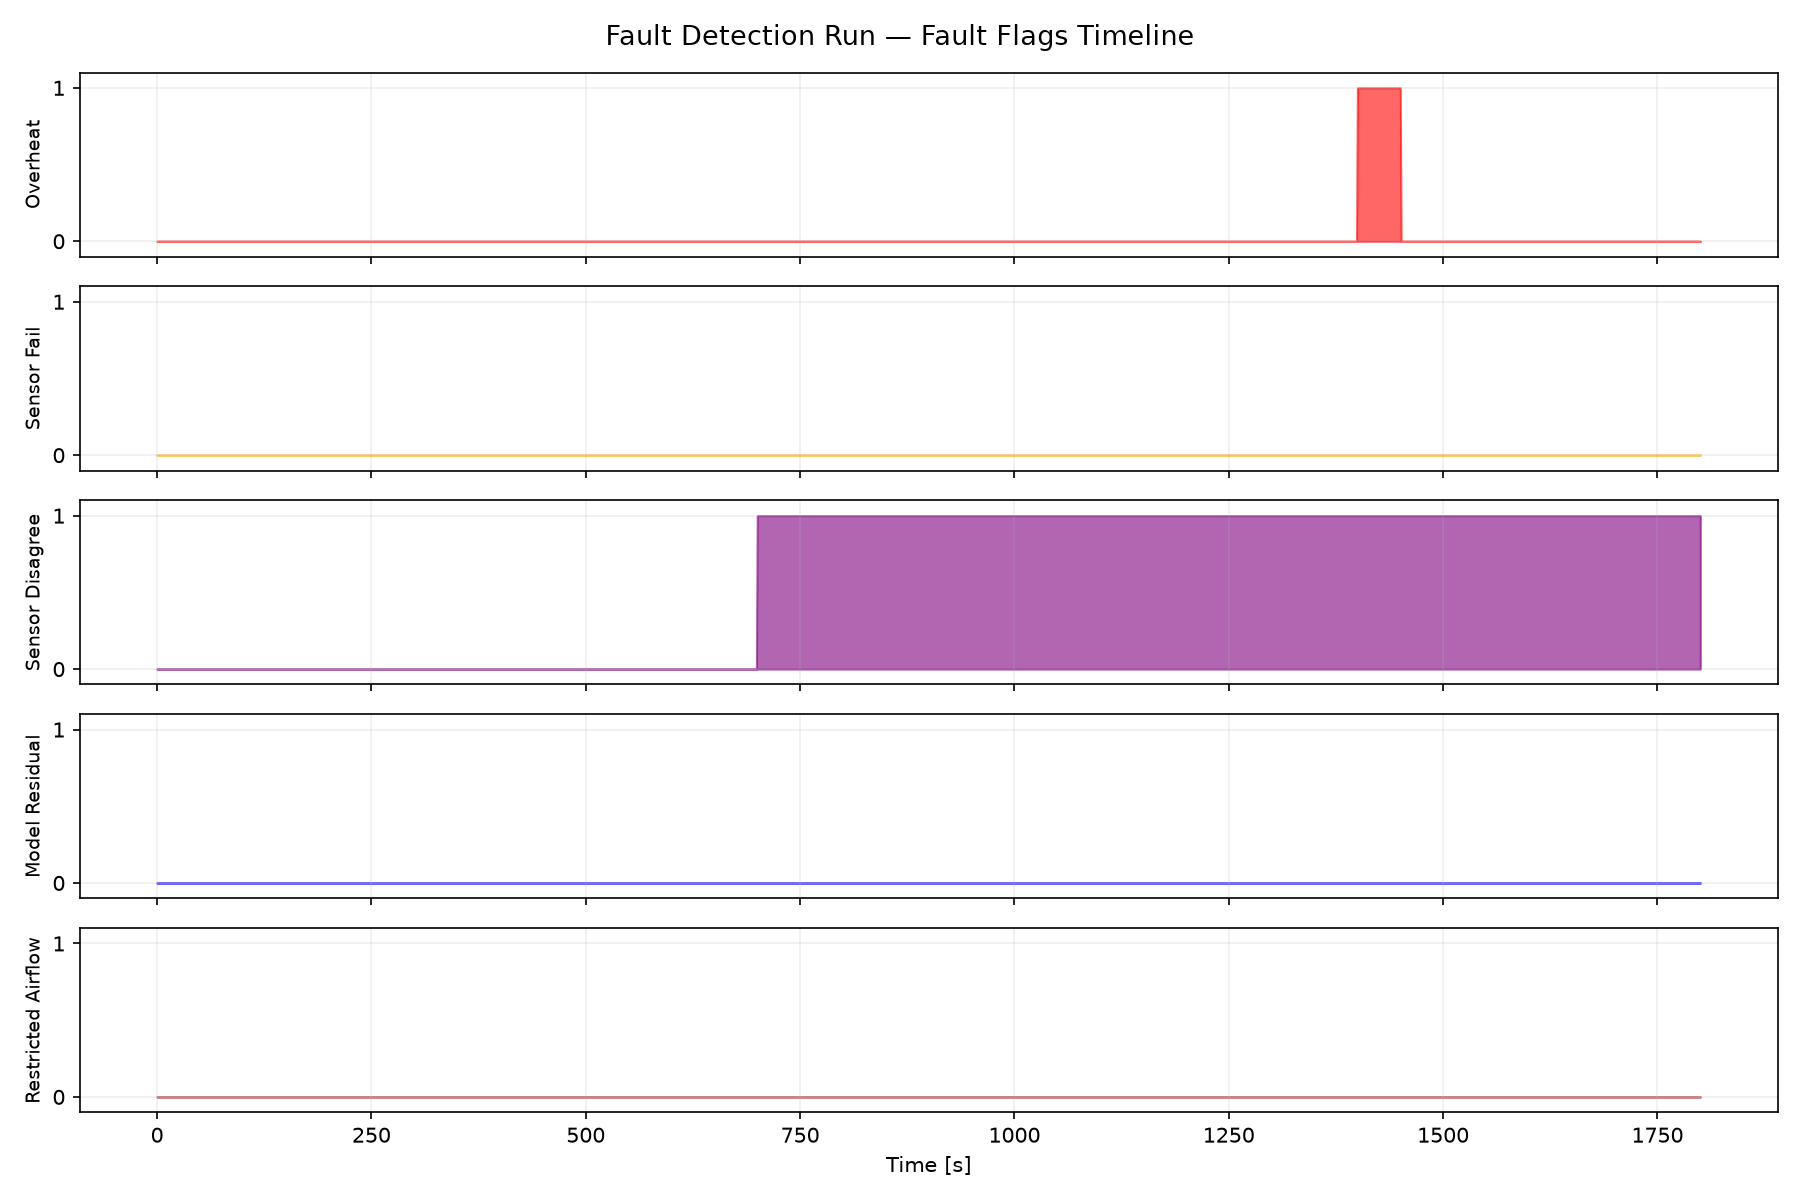 Fault Detection Run — Fault Flags Timeline
1
0
Overheat
1
0
Sensor Fail
1
0
Sensor Disagree
1
0
Model Residual
1
0
Restricted Airflow
0 250 500 750 1000 1250 1500 1750
Time [s]